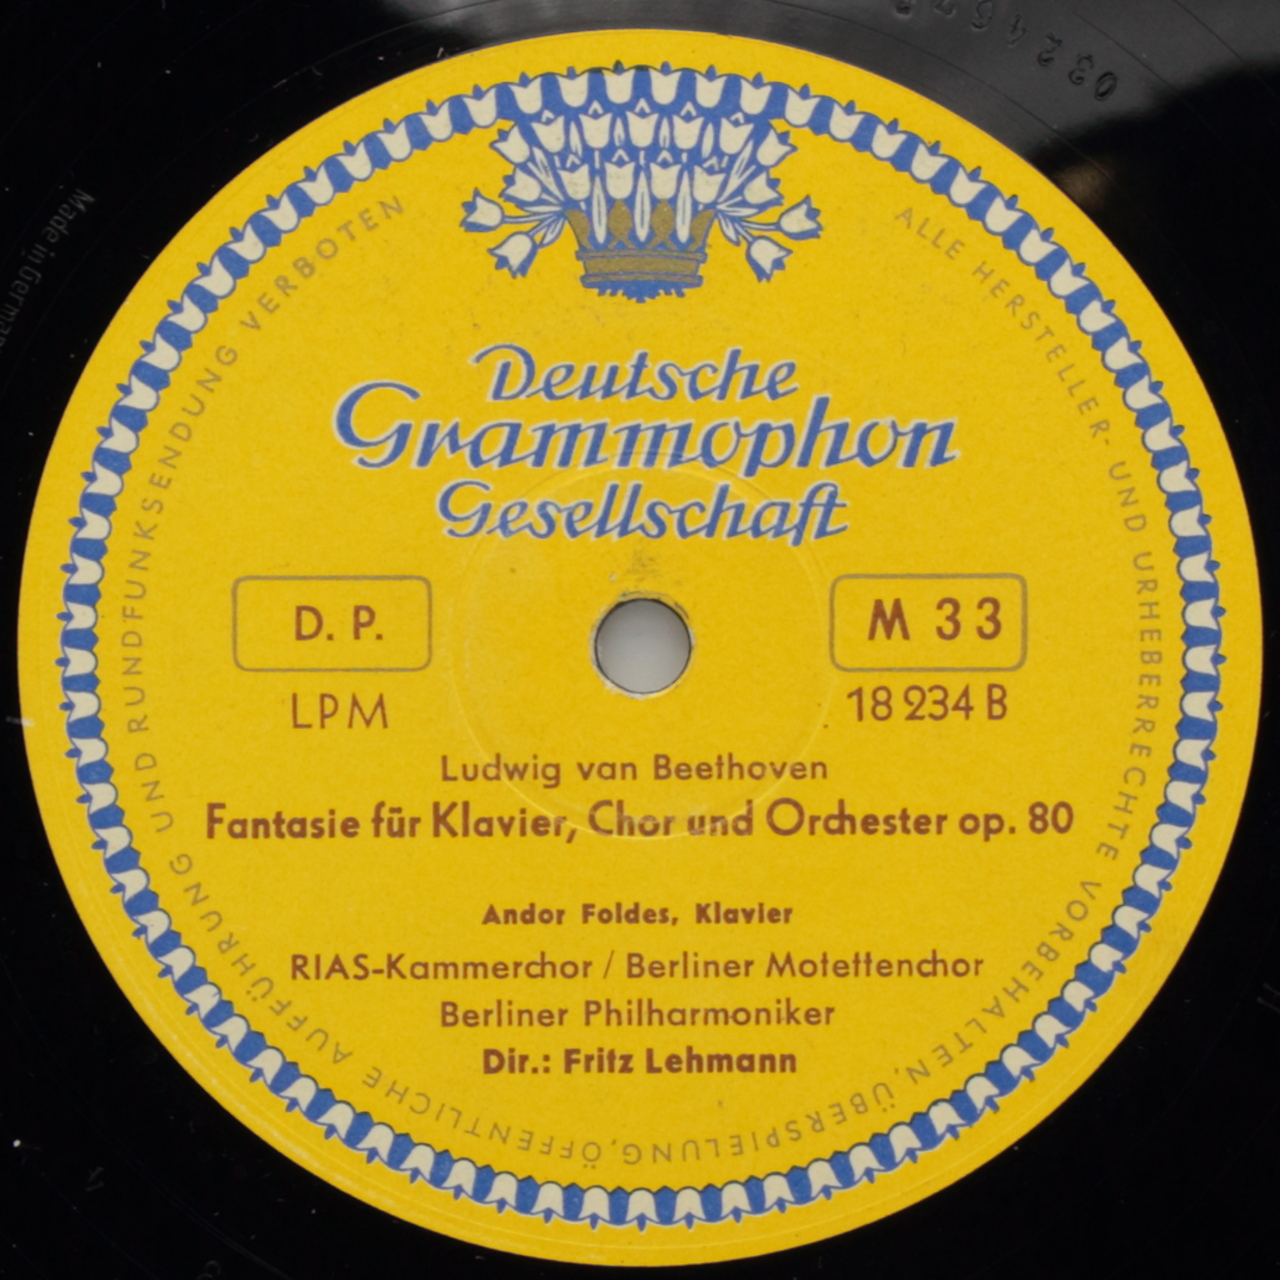 Deutsche
Grammophon
Gesellschaft
D. P.
M 33
LPM
18 234 B
Ludwig van Beethoven
Fantasie für Klavier, Chor und Orchester op. 80
Andor Foldes, Klavier
RIAS-Kammerchor / Berliner Motettenchor
Berliner Philharmoniker
Dir.: Fritz Lehmann
ALLE HERSTELLER- UND URHEBERRECHTE VORBEHALTEN, ÜBERSPIELUNG, ÖFFENTLICHE AUFFÜHRUNG UND RUNDFUNKSENDUNG VERBOTEN
Made in